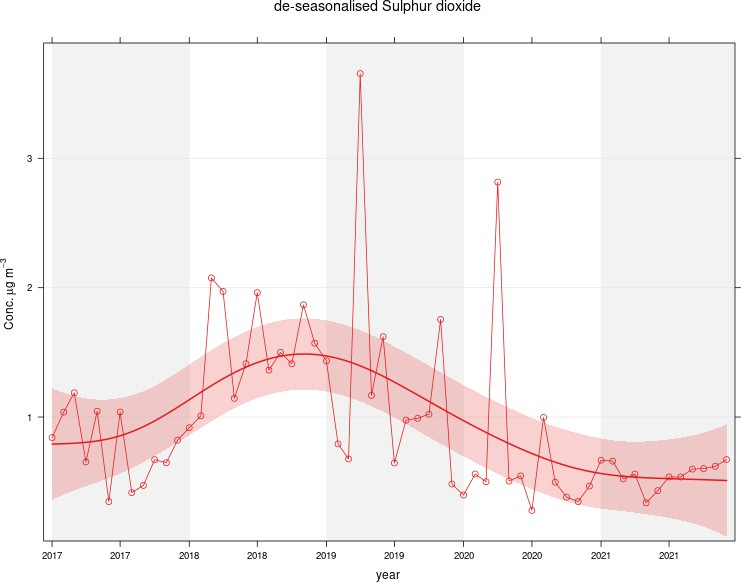 de-seasonalised Sulphur dioxide
Conc. μg m⁻³
3
2
1
2017 2017 2018 2018 2019 2019 2020 2020 2021 2021
year